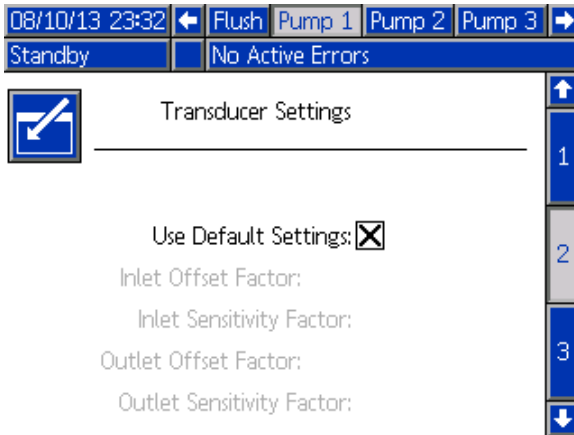 08/10/13 23:32 Flush Pump 1 Pump 2 Pump 3
Standby No Active Errors
Transducer Settings
1
Use Default Settings:
2
Inlet Offset Factor:
Inlet Sensitivity Factor:
Outlet Offset Factor:
3
Outlet Sensitivity Factor: